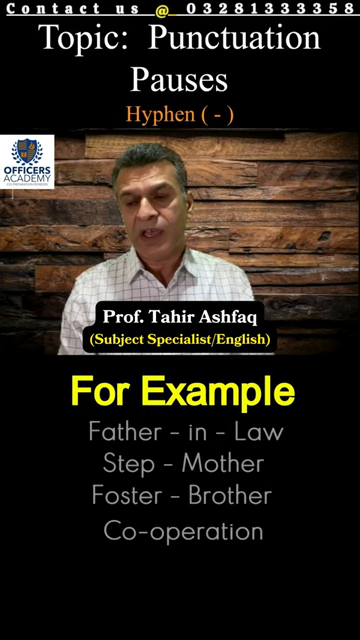 Contact us @ 03281333358
Topic: Punctuation
Pauses
Hyphen ( - )
OFFICERS
ACADEMY
Prof. Tahir Ashfaq
(Subject Specialist/English)
For Example
Father - in - Law
Step - Mother
Foster - Brother
Co-operation